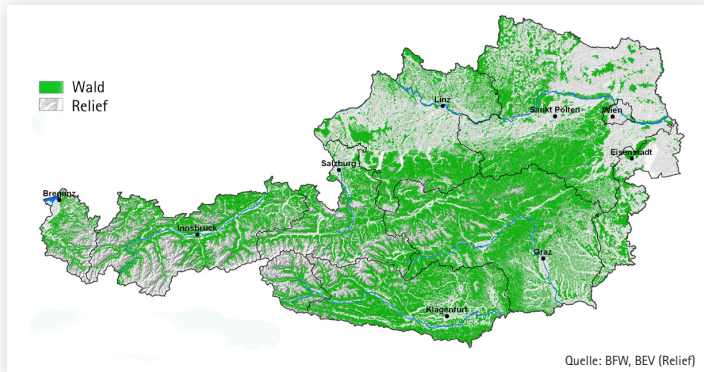 Wald
Relief
Linz
Sankt Pölten
Wien
Eisenstadt
Salzburg
Bregenz
Innsbruck
Graz
Klagenfurt
Quelle: BFW, BEV (Relief)